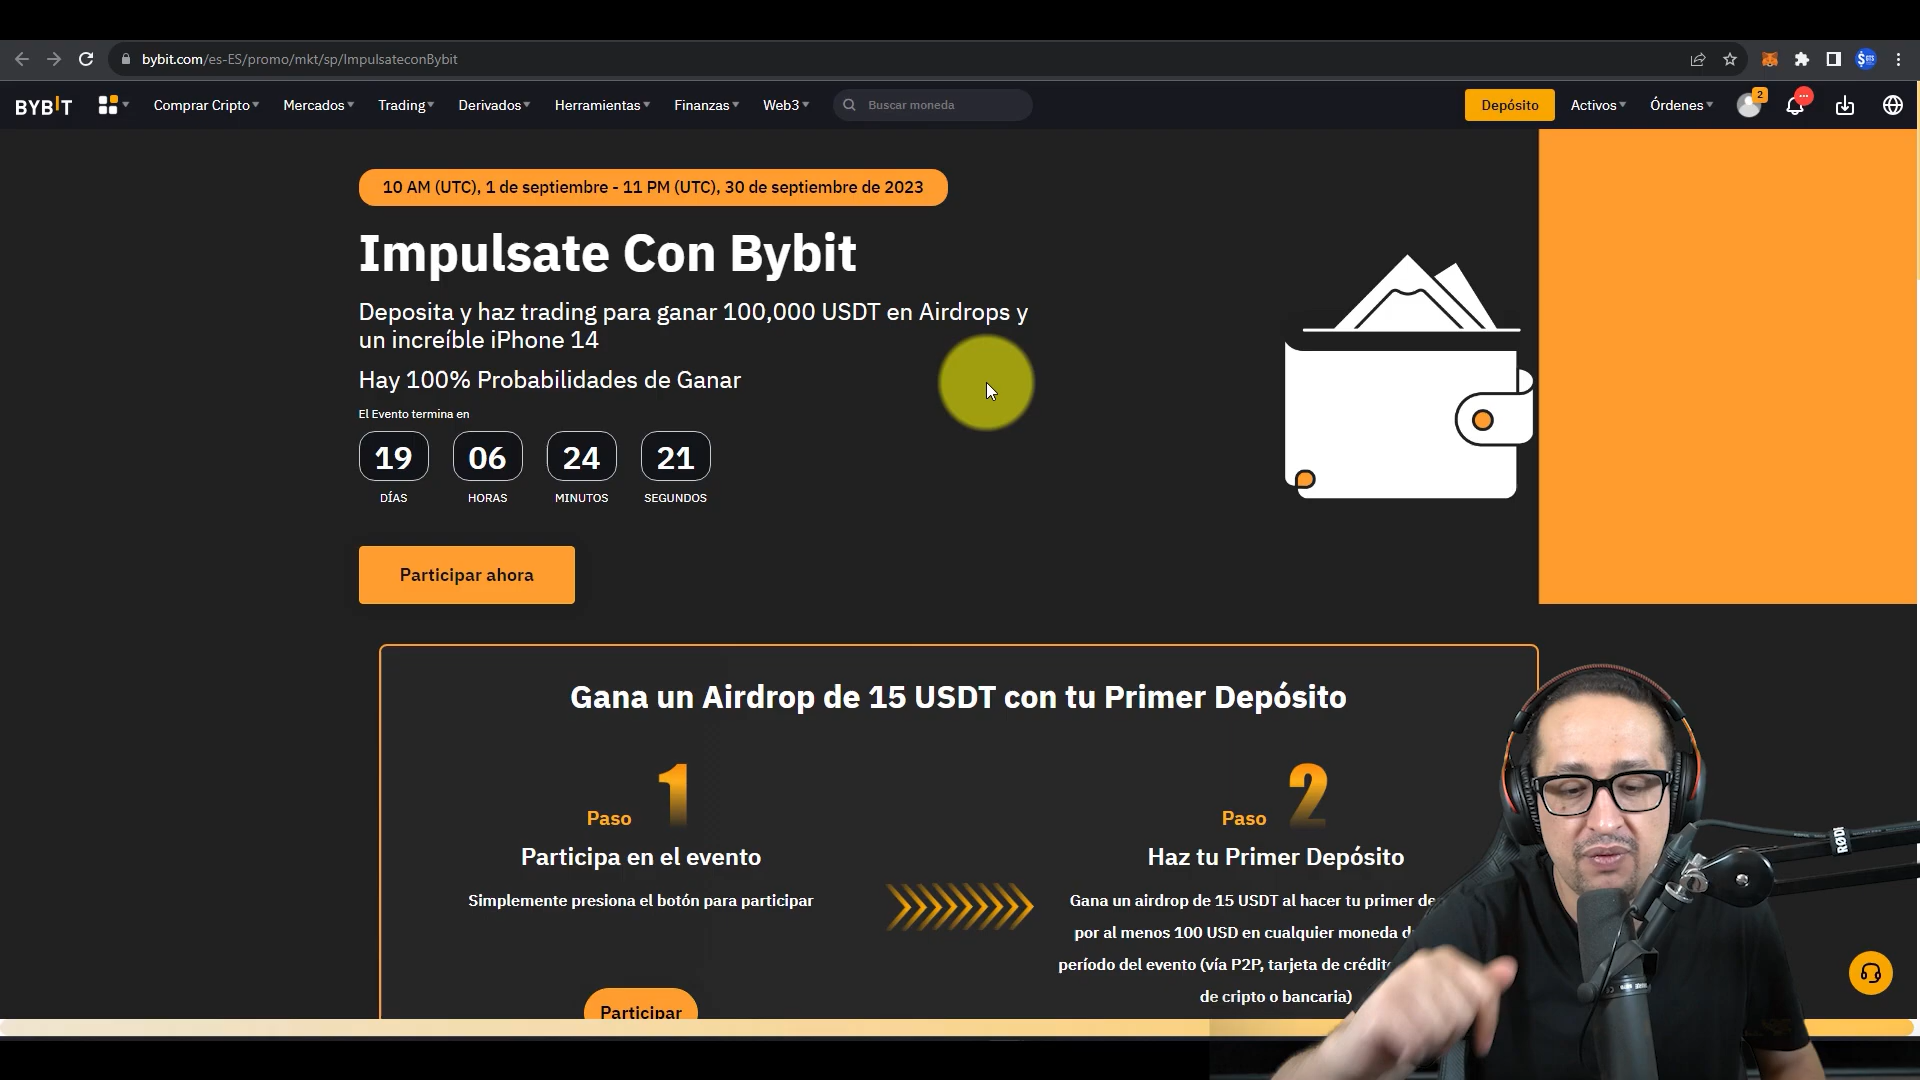 bybit.com/es-ES/promo/mkt/sp/ImpulsateconBybit
BYBIT
Comprar Cripto
Mercados
Trading
Derivados
Herramientas
Finanzas
Web3
Buscar moneda
Depósito
Activos
Órdenes
2
10 AM (UTC), 1 de septiembre - 11 PM (UTC), 30 de septiembre de 2023
Impulsate Con Bybit
Deposita y haz trading para ganar 100,000 USDT en Airdrops y
un increíble iPhone 14
Hay 100% Probabilidades de Ganar
El Evento termina en
19 06 24 21
DÍAS HORAS MINUTOS SEGUNDOS
Participar ahora
Gana un Airdrop de 15 USDT con tu Primer Depósito
Paso 1
Participa en el evento
Simplemente presiona el botón para participar
Participar
Paso 2
Haz tu Primer Depósito
Gana un airdrop de 15 USDT al hacer tu primer
por al menos 100 USD en cualquier moneda
período del evento (vía P2P, tarjeta de
de cripto o bancaria)
RØDE